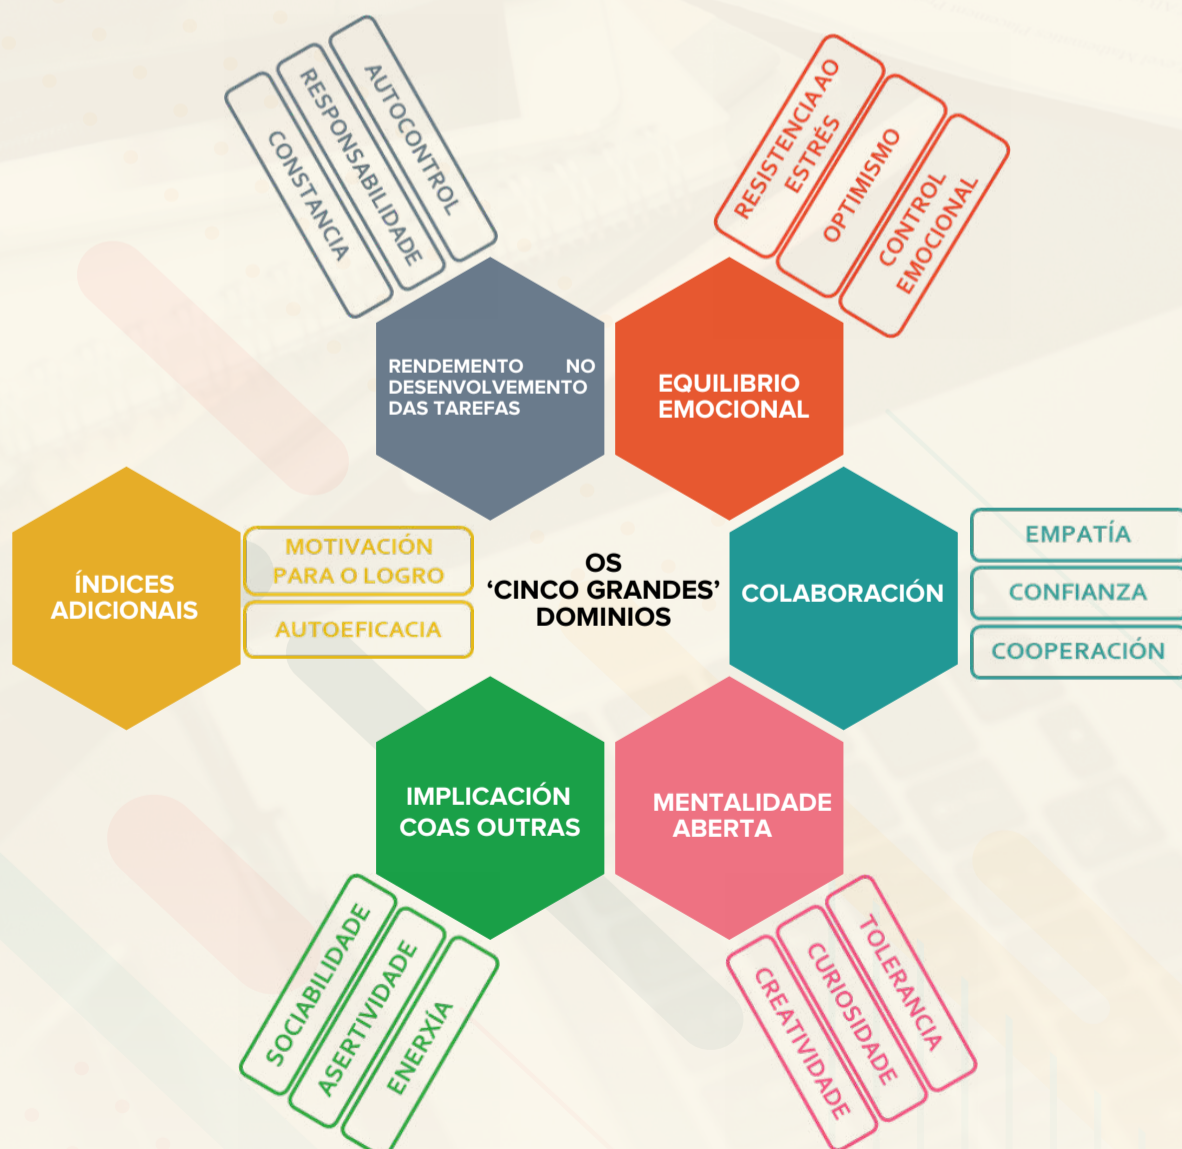 AUTOCONTROL
RESPONSABILIDADE
CONSTANCIA
RESISTENCIA AO
ESTRÉS
OPTIMISMO
CONTROL
EMOCIONAL
RENDEMENTO NO
DESENVOLVEMENTO
DAS TAREFAS
EQUILIBRIO
EMOCIONAL
ÍNDICES
ADICIONAIS
MOTIVACIÓN
PARA O LOGRO
AUTOEFICACIA
OS
‘CINCO GRANDES’
DOMINIOS
COLABORACIÓN
EMPATÍA
CONFIANZA
COOPERACIÓN
IMPLICACIÓN
COAS OUTRAS
MENTALIDADE
ABERTA
SOCIABILIDADE
ASERTIVIDADE
ENERXÍA
CREATIVIDADE
CURIOSIDADE
TOLERANCIA